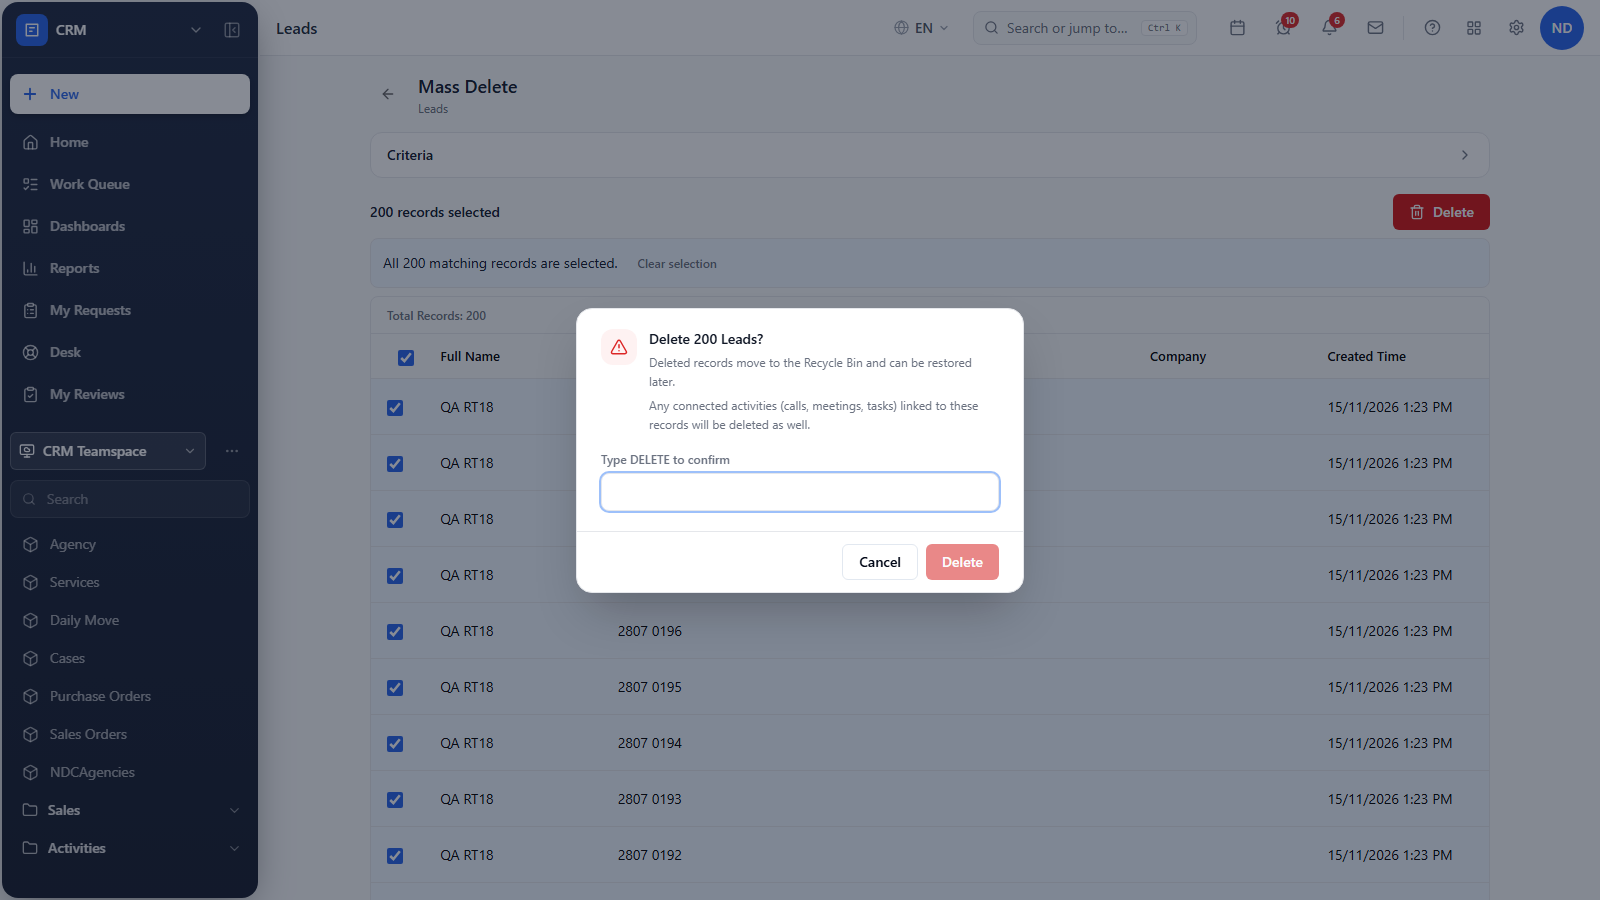 CRM
New
Home
Work Queue
Dashboards
Reports
My Requests
Desk
My Reviews
CRM Teamspace
Search
Agency
Services
Daily Move
Cases
Purchase Orders
Sales Orders
NDCAgencies
Sales
Activities
Leads
EN
Search or jump to...
Ctrl K
10
6
ND
Mass Delete
Leads
Criteria
200 records selected
Delete
All 200 matching records are selected. Clear selection
Total Records: 200
Full Name Company Created Time
QA RT18 15/11/2026 1:23 PM
QA RT18 15/11/2026 1:23 PM
QA RT18 15/11/2026 1:23 PM
QA RT18 15/11/2026 1:23 PM
QA RT18 2807 0196 15/11/2026 1:23 PM
QA RT18 2807 0195 15/11/2026 1:23 PM
QA RT18 2807 0194 15/11/2026 1:23 PM
QA RT18 2807 0193 15/11/2026 1:23 PM
QA RT18 2807 0192 15/11/2026 1:23 PM
Delete 200 Leads?
Deleted records move to the Recycle Bin and can be restored
later.
Any connected activities (calls, meetings, tasks) linked to these
records will be deleted as well.
Type DELETE to confirm
Cancel
Delete